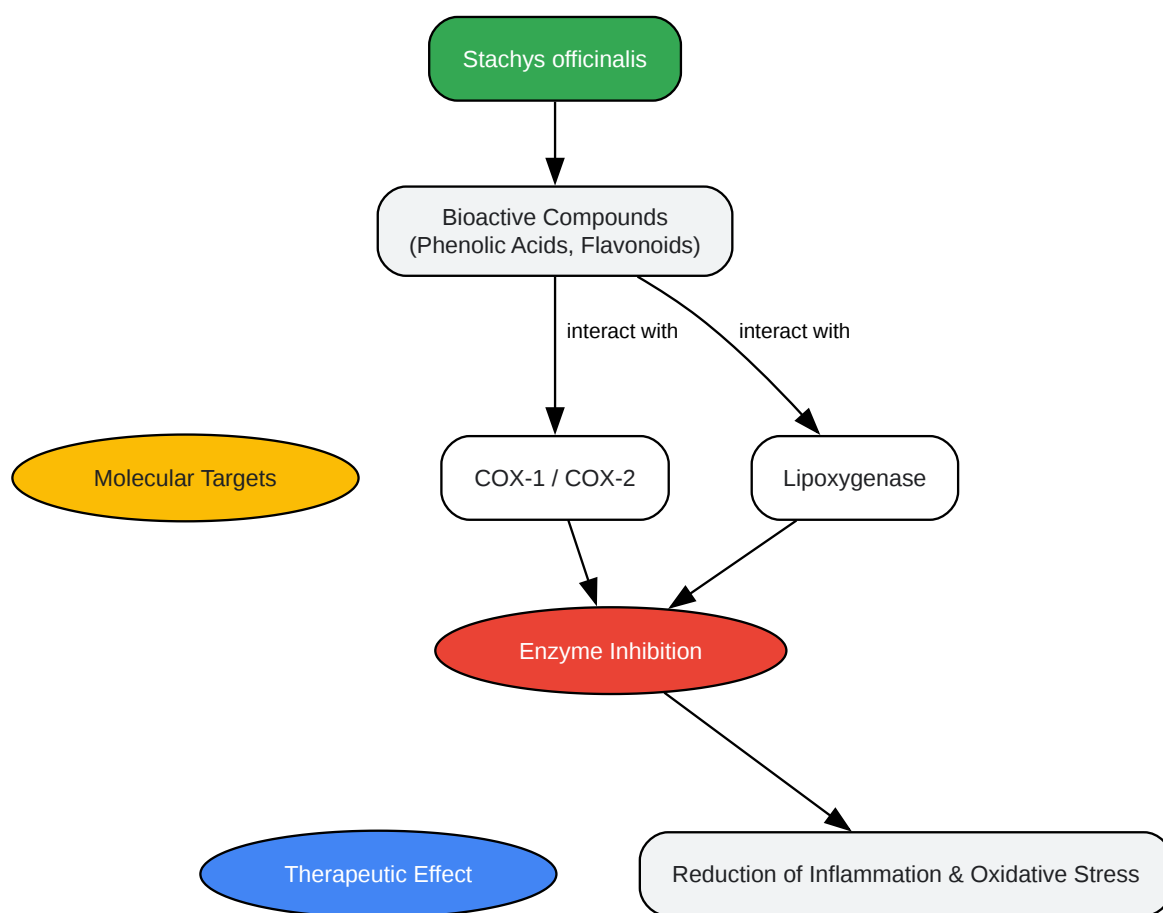 Stachys officinalis
Bioactive Compounds
(Phenolic Acids, Flavonoids)
interact with
interact with
Molecular Targets
COX-1 / COX-2
Lipoxygenase
Enzyme Inhibition
Therapeutic Effect
Reduction of Inflammation & Oxidative Stress